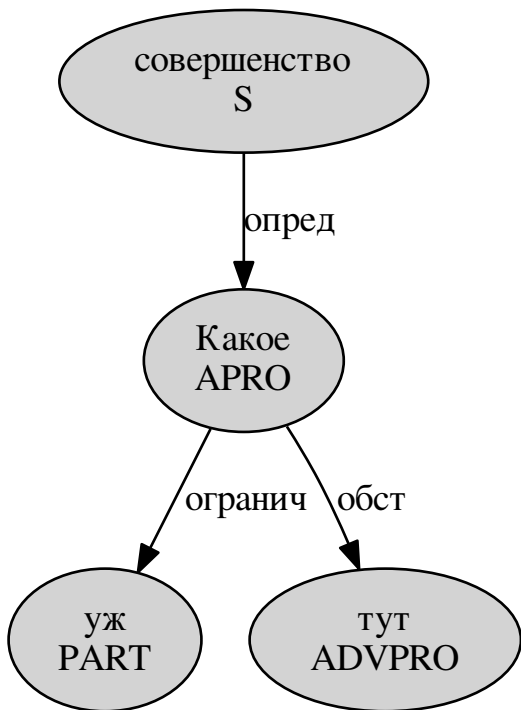 совершенство
S
опред
Какое
APRO
огранич
обст
уж
PART
тут
ADVPRO